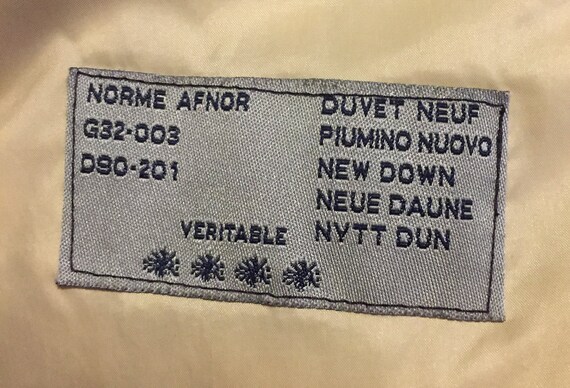 NORME AFNOR
G32-003
D90-201
VERITABLE
DUVET NEUF
PIUMINO NUOVO
NEW DOWN
NEUE DAUNE
NYTT DUN